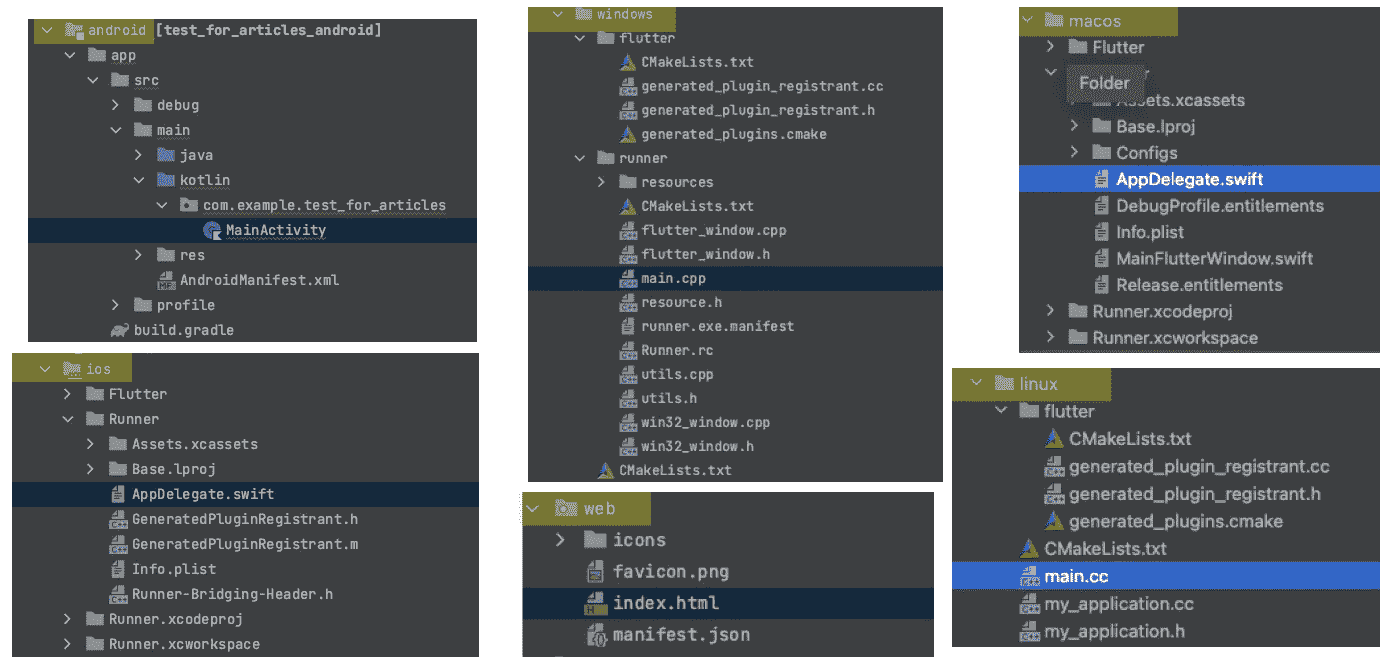 android [test_for_articles_android]
app
src
debug
main
java
kotlin
com.example.test_for_articles
MainActivity
res
AndroidManifest.xml
profile
build.gradle
ios
Flutter
Runner
Assets.xcassets
Base.lproj
AppDelegate.swift
GeneratedPluginRegistrant.h
GeneratedPluginRegistrant.m
Info.plist
Runner-Bridging-Header.h
Runner.xcodeproj
Runner.xcworkspace
windows
flutter
CMakeLists.txt
generated_plugin_registrant.cc
generated_plugin_registrant.h
generated_plugins.cmake
runner
resources
CMakeLists.txt
flutter_window.cpp
flutter_window.h
main.cpp
resource.h
runner.exe.manifest
Runner.rc
utils.cpp
utils.h
win32_window.cpp
win32_window.h
CMakeLists.txt
web
icons
favicon.png
index.html
manifest.json
macos
Flutter
Folder
Assets.xcassets
Base.lproj
Configs
AppDelegate.swift
DebugProfile.entitlements
Info.plist
MainFlutterWindow.swift
Release.entitlements
Runner.xcodeproj
Runner.xcworkspace
linux
flutter
CMakeLists.txt
generated_plugin_registrant.cc
generated_plugin_registrant.h
generated_plugins.cmake
CMakeLists.txt
main.cc
my_application.cc
my_application.h